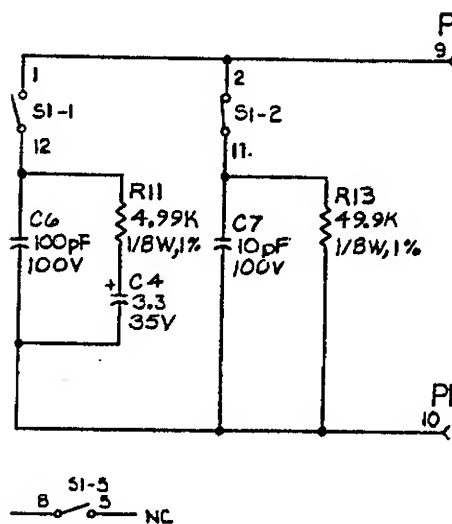 P
9
1
S1-1
12
2
S1-2
11.
R11
4.99K
1/8W,1%
C6
100pF
100V
+
C4
3.3
35V
C7
10pF
100V
R13
49.9K
1/8W,1%
P1
10
S1-5
8
5
NC